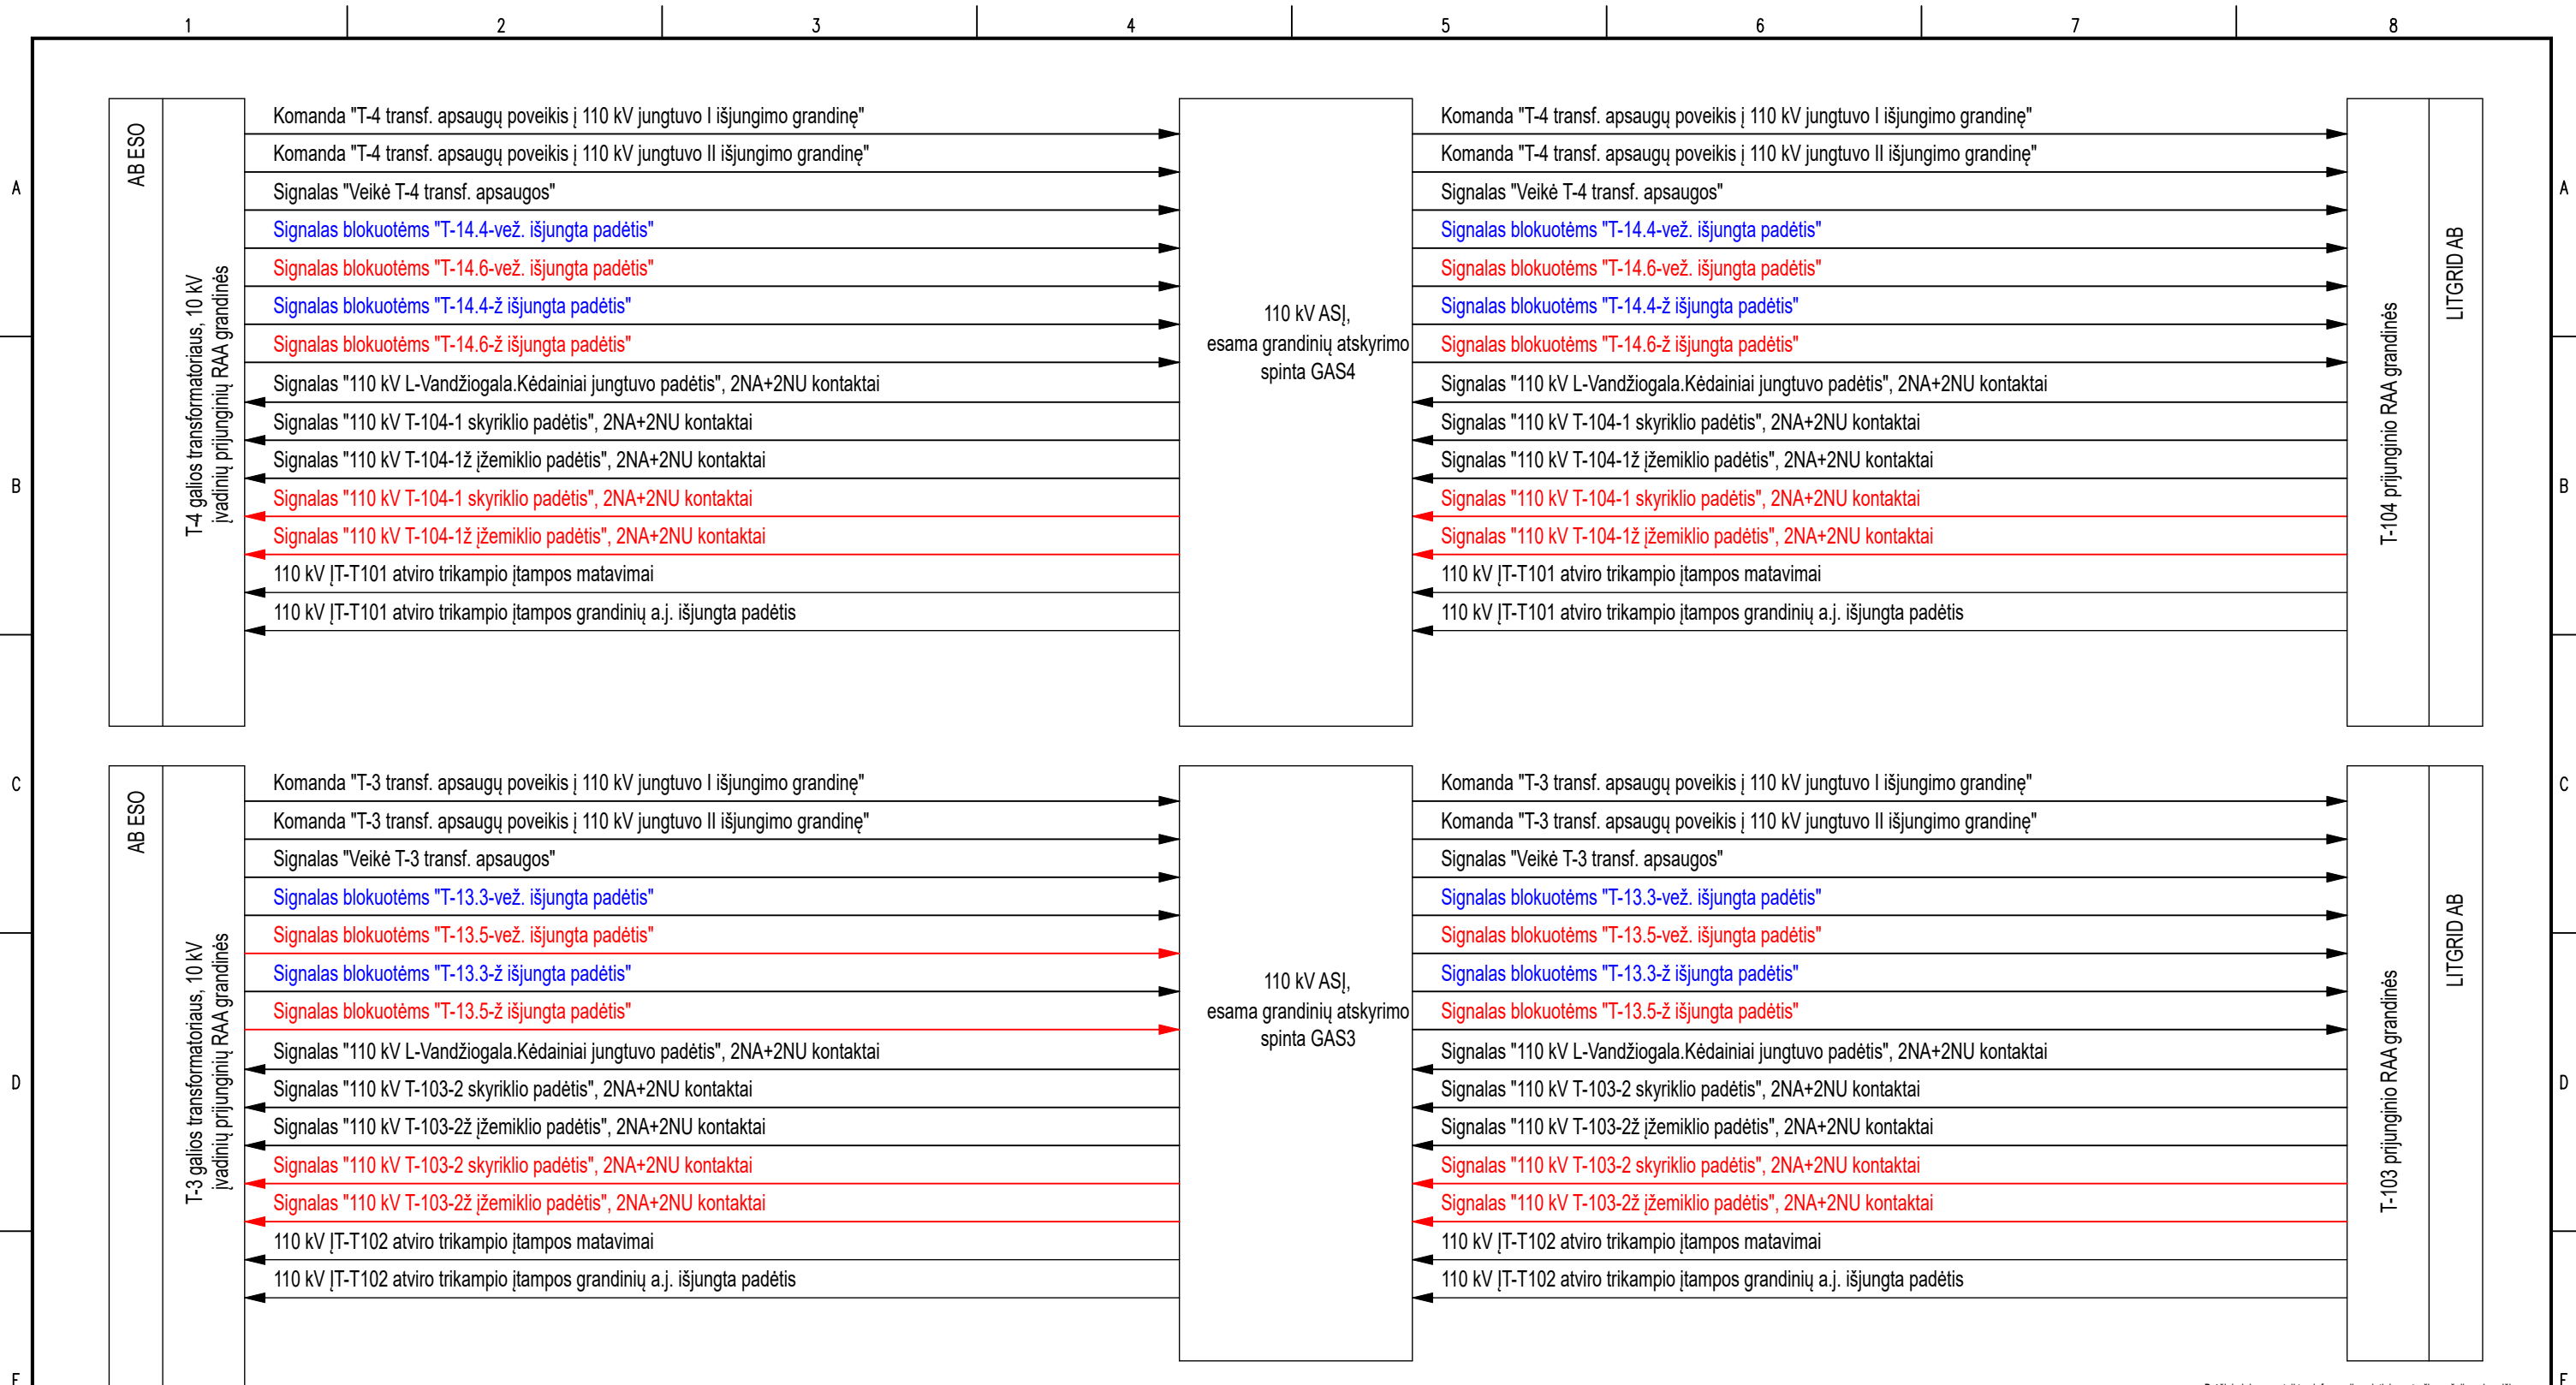 1 2 3 4 5 6 7 8
A
B
C
D
E
AB ESO
T-4 galios transformatoriaus, 10 kV
įvadinių prijunginių RAA grandinės
Komanda "T-4 transf. apsaugų poveikis į 110 kV jungtuvo I išjungimo grandinę"
Komanda "T-4 transf. apsaugų poveikis į 110 kV jungtuvo II išjungimo grandinę"
Signalas "Veikė T-4 transf. apsaugos"
Signalas blokuotėms "T-14.4-vež. išjungta padėtis"
Signalas blokuotėms "T-14.6-vež. išjungta padėtis"
Signalas blokuotėms "T-14.4-ž išjungta padėtis"
Signalas blokuotėms "T-14.6-ž išjungta padėtis"
Signalas "110 kV L-Vandžiogala.Kėdainiai jungtuvo padėtis", 2NA+2NU kontaktai
Signalas "110 kV T-104-1 skyriklio padėtis", 2NA+2NU kontaktai
Signalas "110 kV T-104-1ž įžemiklio padėtis", 2NA+2NU kontaktai
Signalas "110 kV T-104-1 skyriklio padėtis", 2NA+2NU kontaktai
Signalas "110 kV T-104-1ž įžemiklio padėtis", 2NA+2NU kontaktai
110 kV ĮT-T101 atviro trikampio įtampos matavimai
110 kV ĮT-T101 atviro trikampio įtampos grandinių a.j. išjungta padėtis
110 kV ASĮ,
esama grandinių atskyrimo
spinta GAS4
Komanda "T-4 transf. apsaugų poveikis į 110 kV jungtuvo I išjungimo grandinę"
Komanda "T-4 transf. apsaugų poveikis į 110 kV jungtuvo II išjungimo grandinę"
Signalas "Veikė T-4 transf. apsaugos"
Signalas blokuotėms "T-14.4-vež. išjungta padėtis"
Signalas blokuotėms "T-14.6-vež. išjungta padėtis"
Signalas blokuotėms "T-14.4-ž išjungta padėtis"
Signalas blokuotėms "T-14.6-ž išjungta padėtis"
Signalas "110 kV L-Vandžiogala.Kėdainiai jungtuvo padėtis", 2NA+2NU kontaktai
Signalas "110 kV T-104-1 skyriklio padėtis", 2NA+2NU kontaktai
Signalas "110 kV T-104-1ž įžemiklio padėtis", 2NA+2NU kontaktai
Signalas "110 kV T-104-1 skyriklio padėtis", 2NA+2NU kontaktai
Signalas "110 kV T-104-1ž įžemiklio padėtis", 2NA+2NU kontaktai
110 kV ĮT-T101 atviro trikampio įtampos matavimai
110 kV ĮT-T101 atviro trikampio įtampos grandinių a.j. išjungta padėtis
T-104 prijunginio RAA grandinės
LITGRID AB
AB ESO
T-3 galios transformatoriaus, 10 kV
įvadinių prijunginių RAA grandinės
Komanda "T-3 transf. apsaugų poveikis į 110 kV jungtuvo I išjungimo grandinę"
Komanda "T-3 transf. apsaugų poveikis į 110 kV jungtuvo II išjungimo grandinę"
Signalas "Veikė T-3 transf. apsaugos"
Signalas blokuotėms "T-13.3-vež. išjungta padėtis"
Signalas blokuotėms "T-13.5-vež. išjungta padėtis"
Signalas blokuotėms "T-13.3-ž išjungta padėtis"
Signalas blokuotėms "T-13.5-ž išjungta padėtis"
Signalas "110 kV L-Vandžiogala.Kėdainiai jungtuvo padėtis", 2NA+2NU kontaktai
Signalas "110 kV T-103-2 skyriklio padėtis", 2NA+2NU kontaktai
Signalas "110 kV T-103-2ž įžemiklio padėtis", 2NA+2NU kontaktai
Signalas "110 kV T-103-2 skyriklio padėtis", 2NA+2NU kontaktai
Signalas "110 kV T-103-2ž įžemiklio padėtis", 2NA+2NU kontaktai
110 kV ĮT-T102 atviro trikampio įtampos matavimai
110 kV ĮT-T102 atviro trikampio įtampos grandinių a.j. išjungta padėtis
110 kV ASĮ,
esama grandinių atskyrimo
spinta GAS3
Komanda "T-3 transf. apsaugų poveikis į 110 kV jungtuvo I išjungimo grandinę"
Komanda "T-3 transf. apsaugų poveikis į 110 kV jungtuvo II išjungimo grandinę"
Signalas "Veikė T-3 transf. apsaugos"
Signalas blokuotėms "T-13.3-vež. išjungta padėtis"
Signalas blokuotėms "T-13.5-vež. išjungta padėtis"
Signalas blokuotėms "T-13.3-ž išjungta padėtis"
Signalas blokuotėms "T-13.5-ž išjungta padėtis"
Signalas "110 kV L-Vandžiogala.Kėdainiai jungtuvo padėtis", 2NA+2NU kontaktai
Signalas "110 kV T-103-2 skyriklio padėtis", 2NA+2NU kontaktai
Signalas "110 kV T-103-2ž įžemiklio padėtis", 2NA+2NU kontaktai
Signalas "110 kV T-103-2 skyriklio padėtis", 2NA+2NU kontaktai
Signalas "110 kV T-103-2ž įžemiklio padėtis", 2NA+2NU kontaktai
110 kV ĮT-T102 atviro trikampio įtampos matavimai
110 kV ĮT-T102 atviro trikampio įtampos grandinių a.j. išjungta padėtis
T-103 prijunginio RAA grandinės
LITGRID AB
A
B
C
D
E